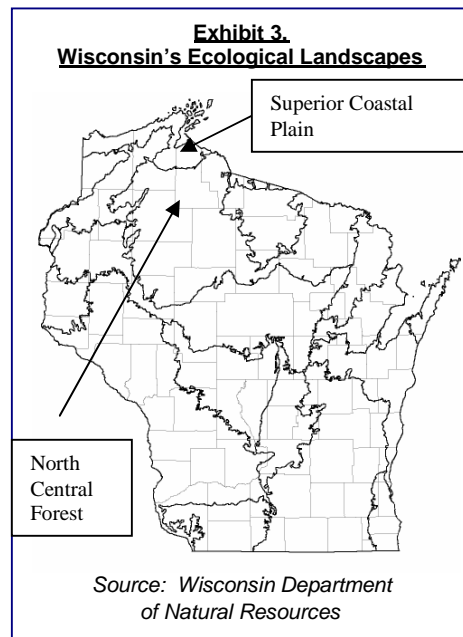 Exhibit 3.
Wisconsin's Ecological Landscapes
Superior Coastal
Plain
North
Central
Forest
Source: Wisconsin Department
of Natural Resources